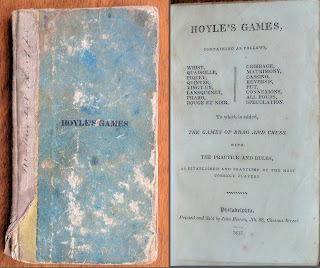 HOYLE'S GAMES
HOYLE'S GAMES,
CONTAINING AS FOLLOWS,
WHIST,
QUADRILLE,
PIQUET,
QUINTZE,
VINGT-UN,
LANSQUENET,
PHARO,
ROUGE ET NOIR,
CRIBBAGE,
MATRIMONY,
CASSINO,
REVERSIS,
PUT,
CONNEXIONS,
ALL FOURS,
SPECULATION.
To which is added,
THE GAMES OF BRAG AND CHESS.
WITH
THE PRACTICE AND RULES,
AS ESTABLISHED AND PRACTISED BY THE MOST
CORRECT PLAYERS.
Philadelphia,
Printed and Sold by John Bioren, No. 88, Chesnut Street.